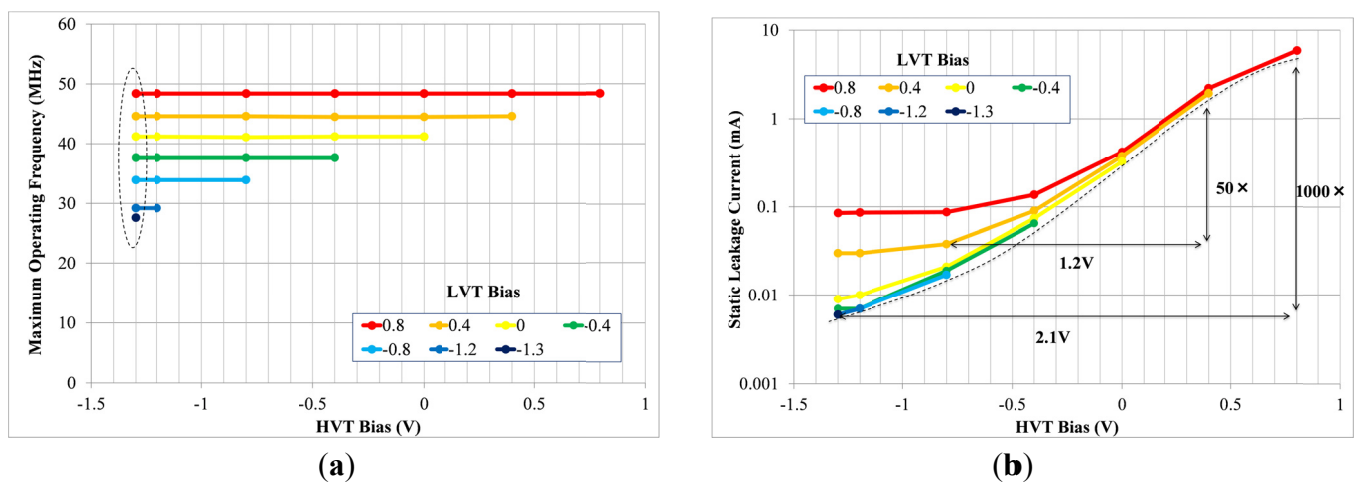 60
50
40
30
20
10
0
Maximum Operating Frequency (MHz)
LVT Bias
0.8 0.4 0 -0.4
-0.8 -1.2 -1.3
-1.5 -1 -0.5 0 0.5 1
HVT Bias (V)
(a)
10
1
0.1
0.01
0.001
Static Leakage Current (mA)
LVT Bias
0.8 0.4 0 -0.4
-0.8 -1.2 -1.3
50× 1000×
1.2V
2.1V
-1.5 -1 -0.5 0 0.5 1
HVT Bias (V)
(b)